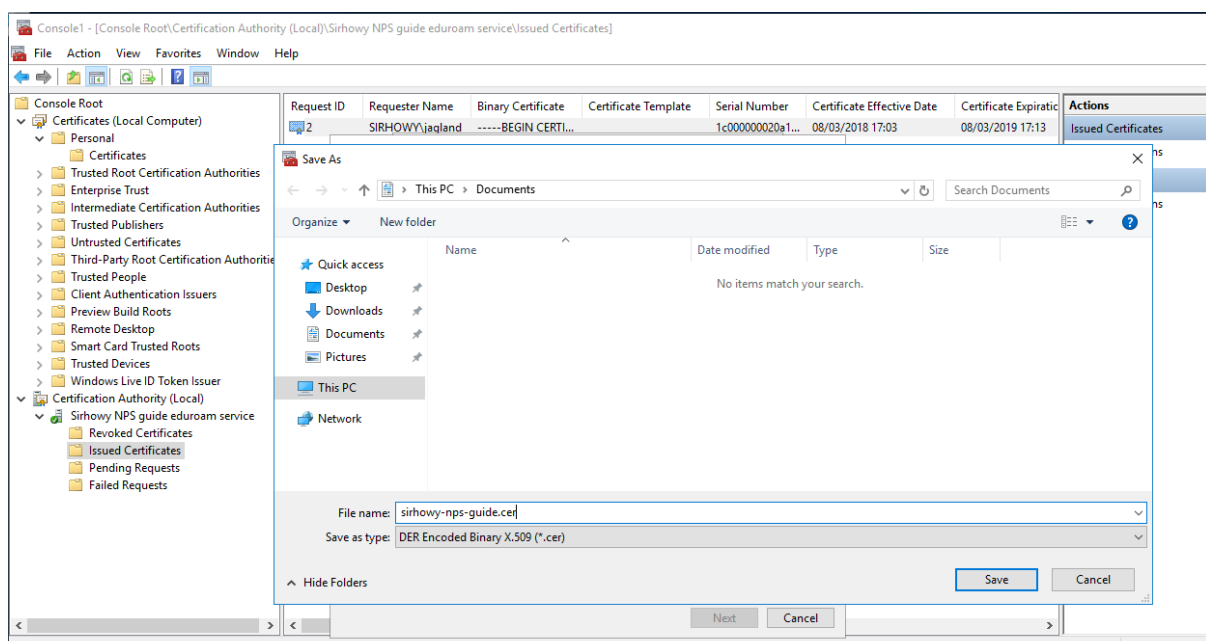 Console1 - [Console Root\Certification Authority (Local)\Sirhowy NPS guide eduroam service\Issued Certificates]
File Action View Favorites Window Help
Console Root
Certificates (Local Computer)
Personal
Certificates
Trusted Root Certification Authorities
Enterprise Trust
Intermediate Certification Authorities
Trusted Publishers
Untrusted Certificates
Third-Party Root Certification Authoritie
Trusted People
Client Authentication Issuers
Preview Build Roots
Remote Desktop
Smart Card Trusted Roots
Trusted Devices
Windows Live ID Token Issuer
Certification Authority (Local)
Sirhowy NPS guide eduroam service
Revoked Certificates
Issued Certificates
Pending Requests
Failed Requests
Request ID Requester Name Binary Certificate Certificate Template Serial Number Certificate Effective Date Certificate Expiratic
2 SIRHOWY\jagland -----BEGIN CERTI... 1c000000020a1... 08/03/2018 17:03 08/03/2019 17:13
Actions
Issued Certificates
ns
ns
Save As
This PC > Documents
Search Documents
Organize New folder
Name Date modified Type Size
No items match your search.
Quick access
Desktop
Downloads
Documents
Pictures
This PC
Network
File name: sirhowy-nps-guide.cer
Save as type: DER Encoded Binary X.509 (*.cer)
Hide Folders
Save Cancel
Next Cancel